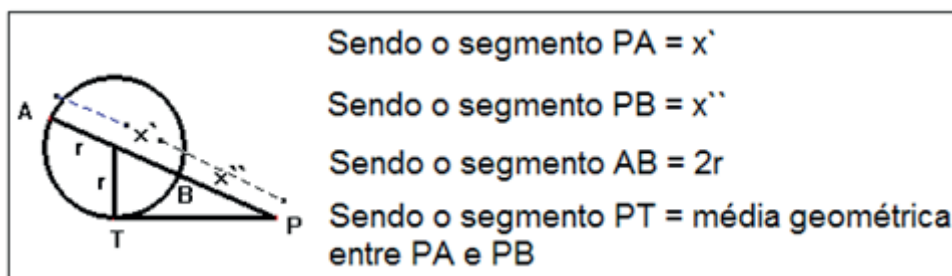 Sendo o segmento PA = x`
Sendo o segmento PB = x``
A
x`
r
Sendo o segmento AB = 2r
r
x``
B
P
T
Sendo o segmento PT = média geométrica
entre PA e PB